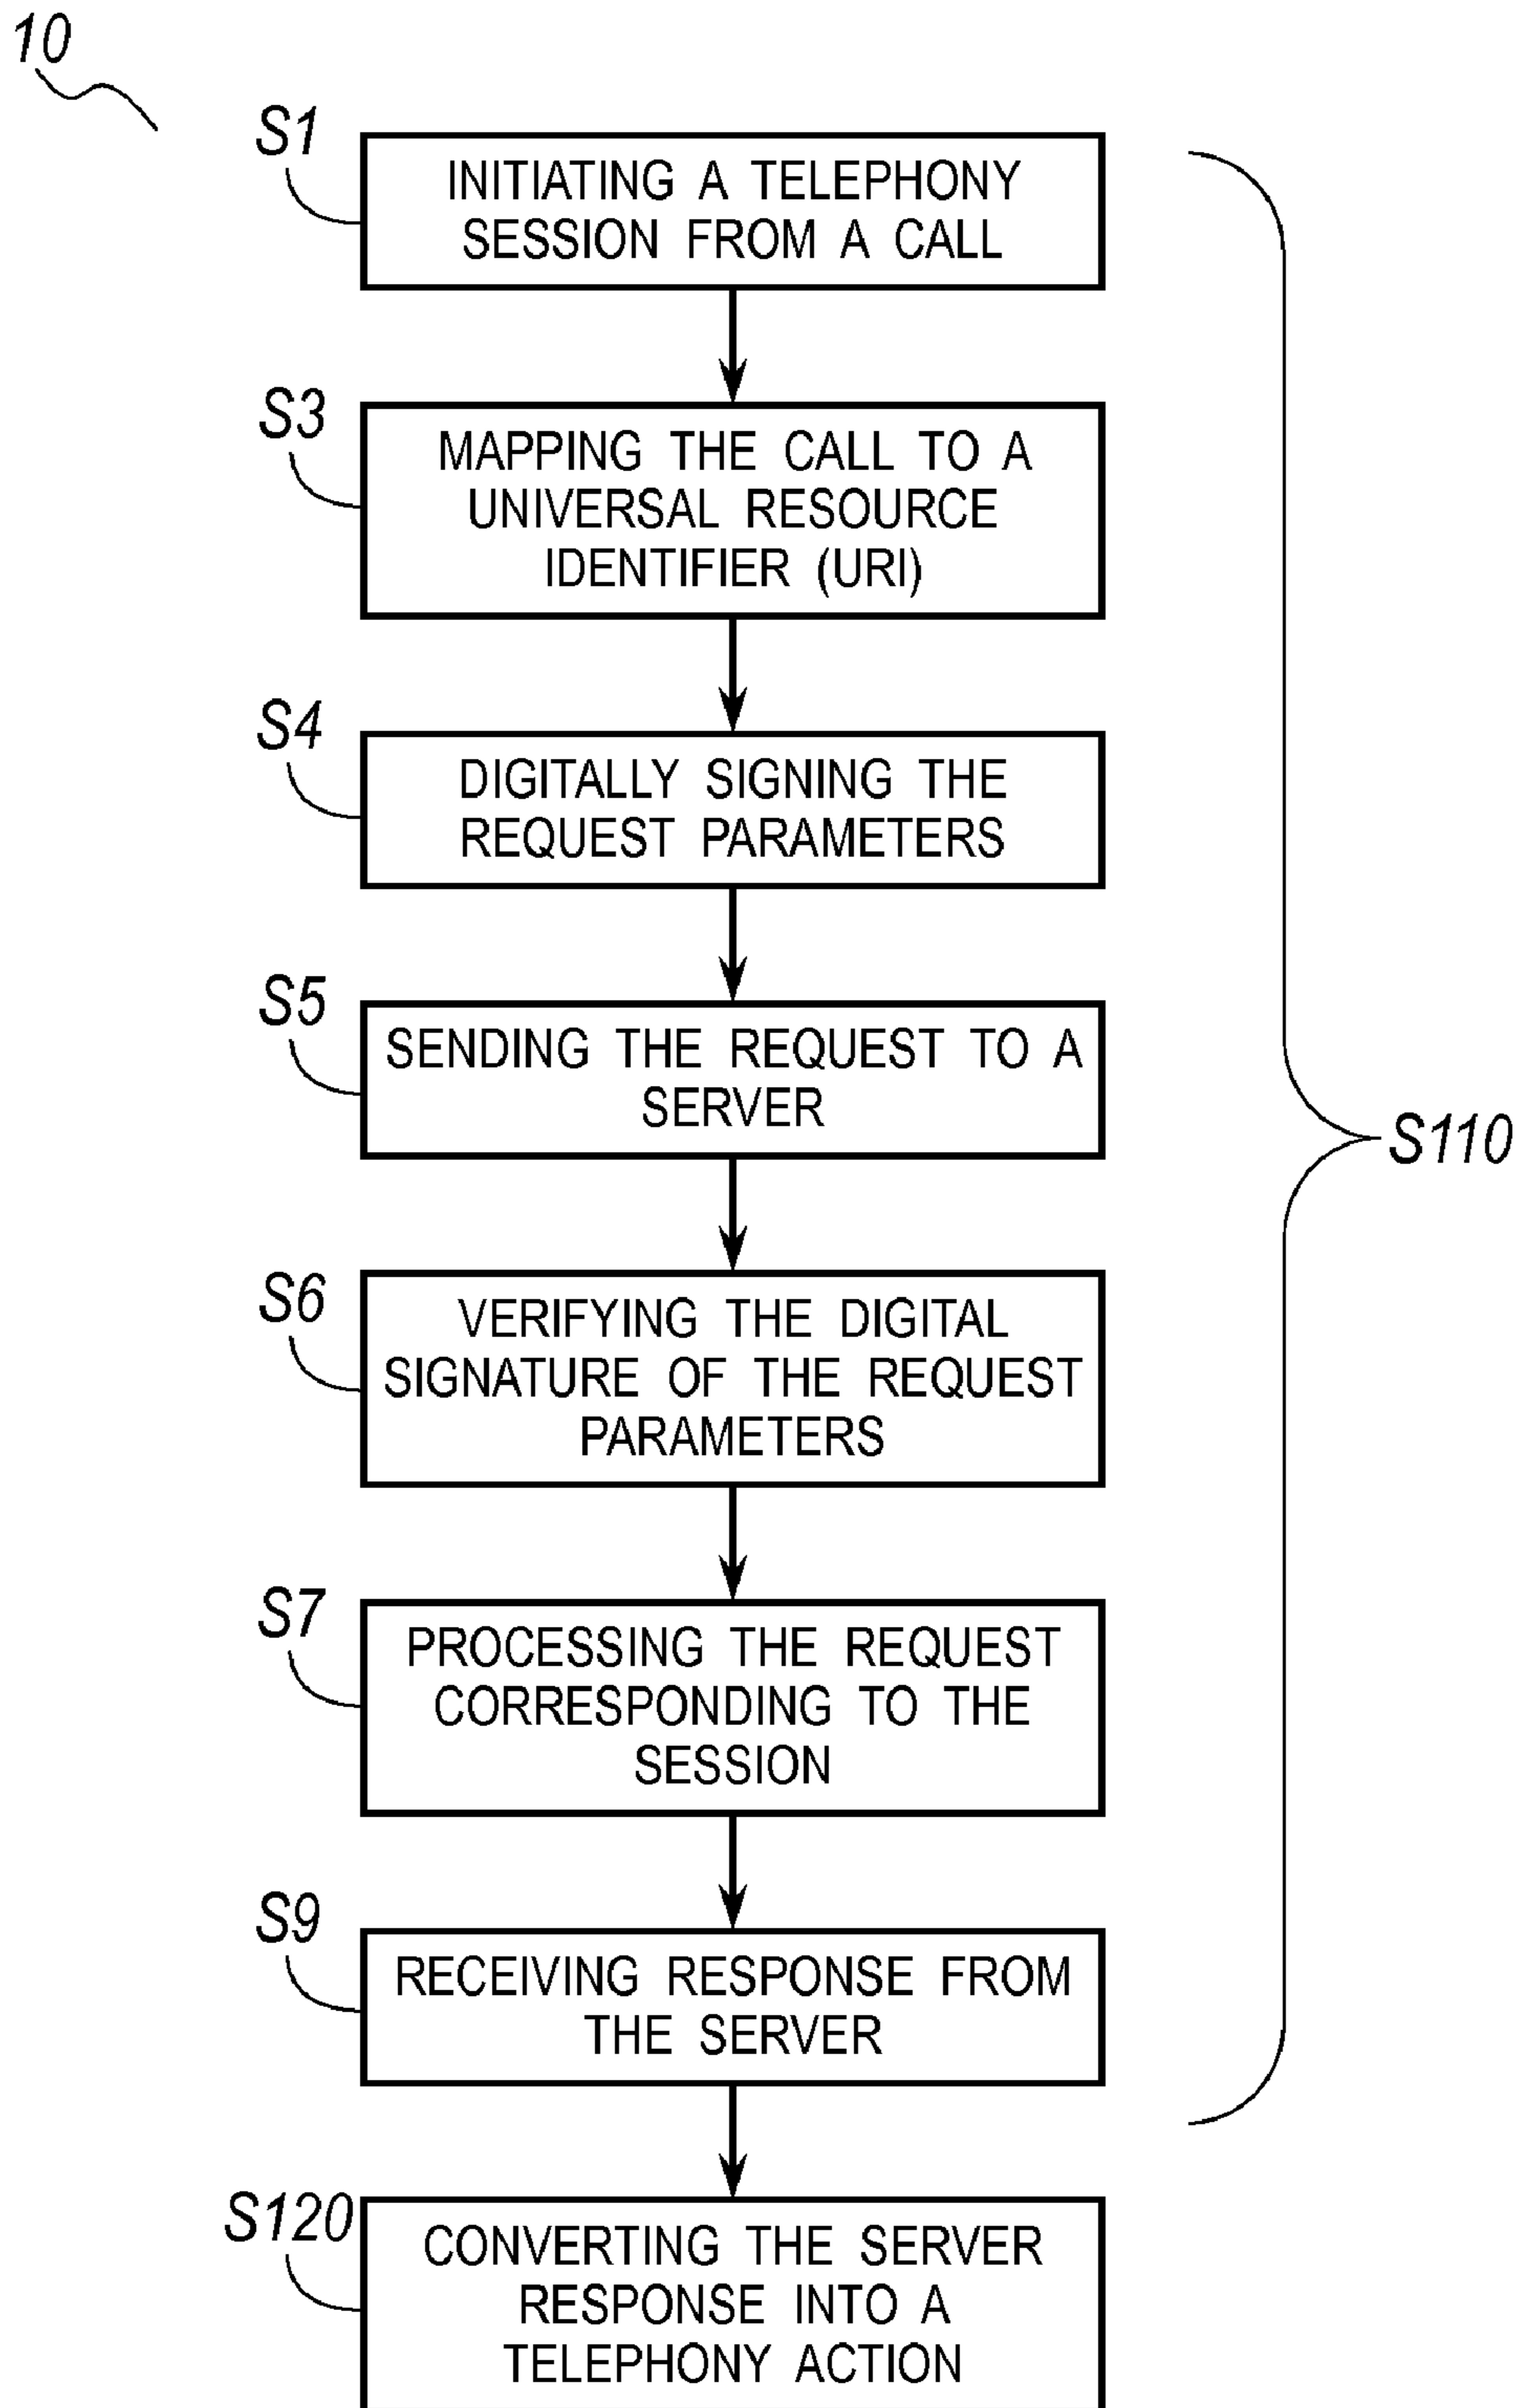 10
S1
INITIATING A TELEPHONY
SESSION FROM A CALL
S3
MAPPING THE CALL TO A
UNIVERSAL RESOURCE
IDENTIFIER (URI)
S4
DIGITALLY SIGNING THE
REQUEST PARAMETERS
S5
SENDING THE REQUEST TO A
SERVER
S110
S6
VERIFYING THE DIGITAL
SIGNATURE OF THE REQUEST
PARAMETERS
S7
PROCESSING THE REQUEST
CORRESPONDING TO THE
SESSION
S9
RECEIVING RESPONSE FROM
THE SERVER
S120
CONVERTING THE SERVER
RESPONSE INTO A
TELEPHONY ACTION